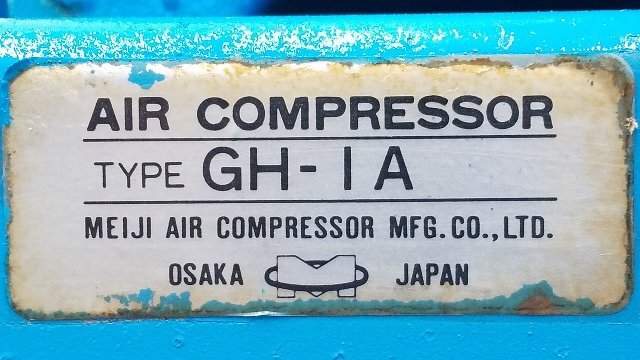 AIR COMPRESSOR
TYPE GH-1A
MEIJI AIR COMPRESSOR MFG.CO.,LTD.
OSAKA JAPAN